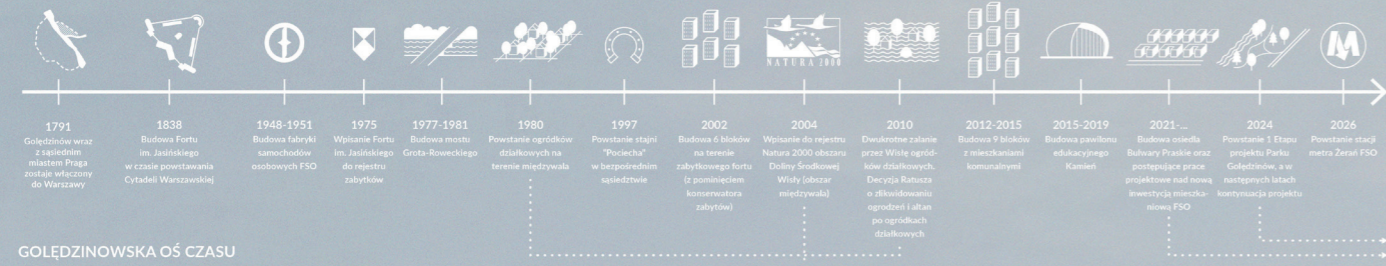 NATURA 2000
M
1791
Golędzinów wraz
z sąsiednim
miastem Praga
zostaje włączony
do Warszawy
1838
Budowa Fortu
im. Jasińskiego
w czasie powstawania
Cytadeli Warszawskiej
1948-1951
Budowa fabryki
samochodów
osobowych FSO
1975
Wpisanie Fortu
im. Jasińskiego
do rejestru
zabytków
1977-1981
Budowa mostu
Grota-Roweckiego
1980
Powstanie ogródków
działkowych na
terenie międzywala
1997
Powstanie stajni
"Pociecha"
w bezpośrednim
sąsiedztwie
2002
Budowa 6 bloków
na terenie
zabytkowego fortu
(z pominięciem
konserwatora
zabytów)
2004
Wpisanie do rejestru
Natura 2000 obszaru
Doliny Środkowej
Wisły (obszar
międzywala)
2010
Dwukrotne zalanie
przez Wisłę ogród-
ków działkowych.
Decyzja Ratusza
o zlikwidowaniu
ogrodzeń i altan
po ogródkach
działkowych
2012-2015
Budowa 9 bloków
z mieszkaniami
komunalnymi
2015-2019
Budowa pawilonu
edukacyjnego
Kamień
2021-...
Budowa osiedla
Bulwary Praskie oraz
postępujące prace
projektowe nad nową
inwestycją mieszka-
niową FSO
2024
Powstanie 1 Etapu
projektu Parku
Golędzinów. a w
następnych latach
kontynuacja projektu
2026
Powstanie stacji
metra Żerań FSO
GOLĘDZINOWSKA OŚ CZASU